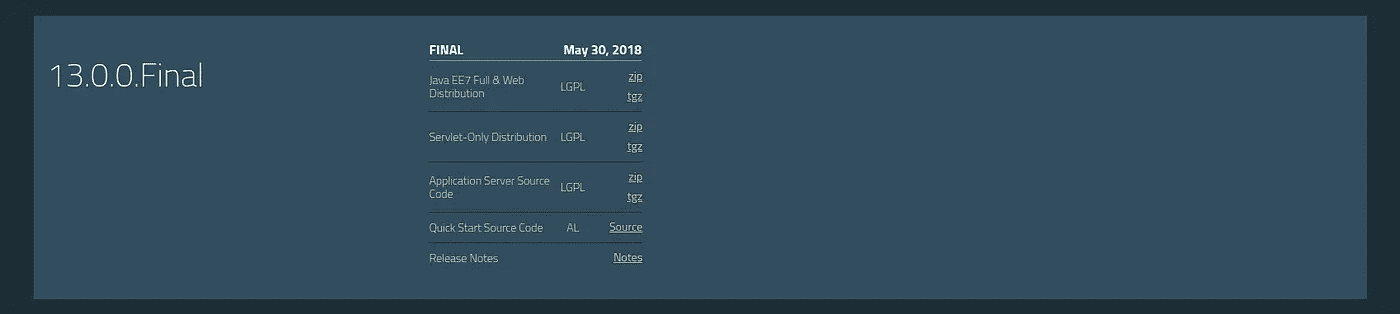 13.0.0.Final
FINAL May 30, 2018
Java EE7 Full & Web
Distribution
LGPL
zip
tgz
Servlet-Only Distribution
LGPL
zip
tgz
Application Server Source
Code
LGPL
zip
tgz
Quick Start Source Code AL Source
Release Notes Notes